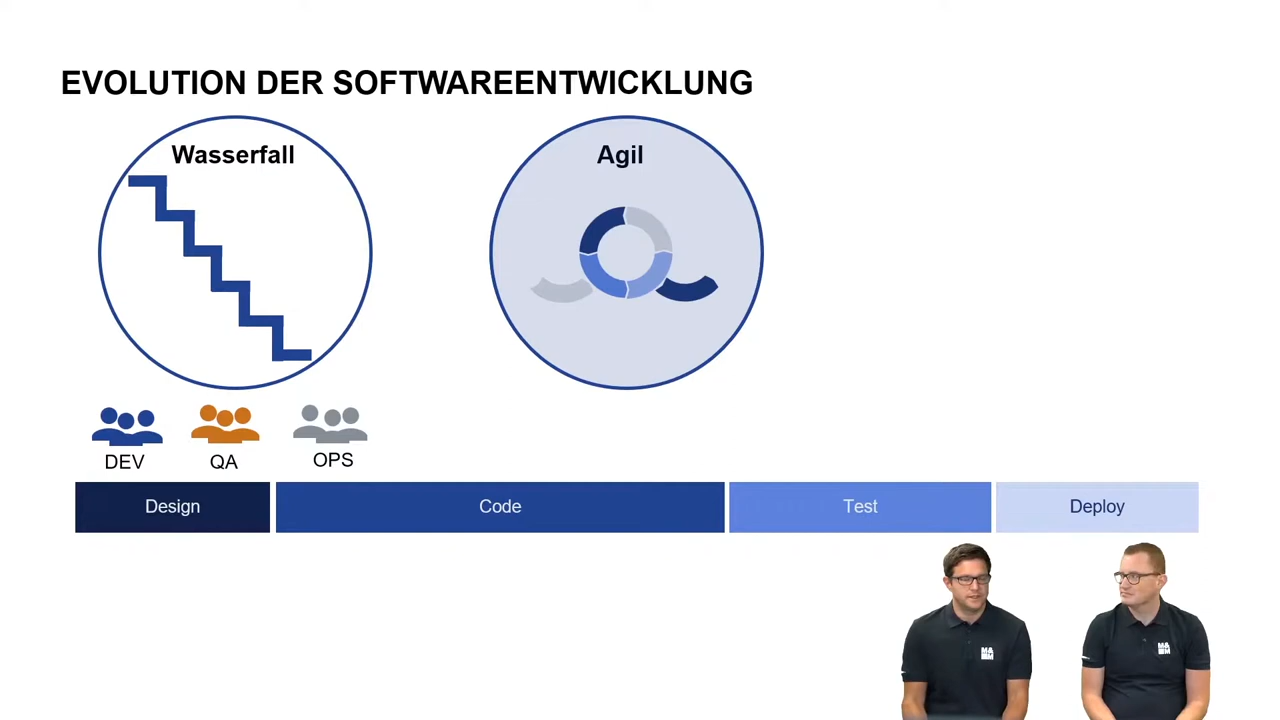 EVOLUTION DER SOFTWAREENTWICKLUNG
Wasserfall
Agil
DEV
QA
OPS
Design
Code
Test
Deploy